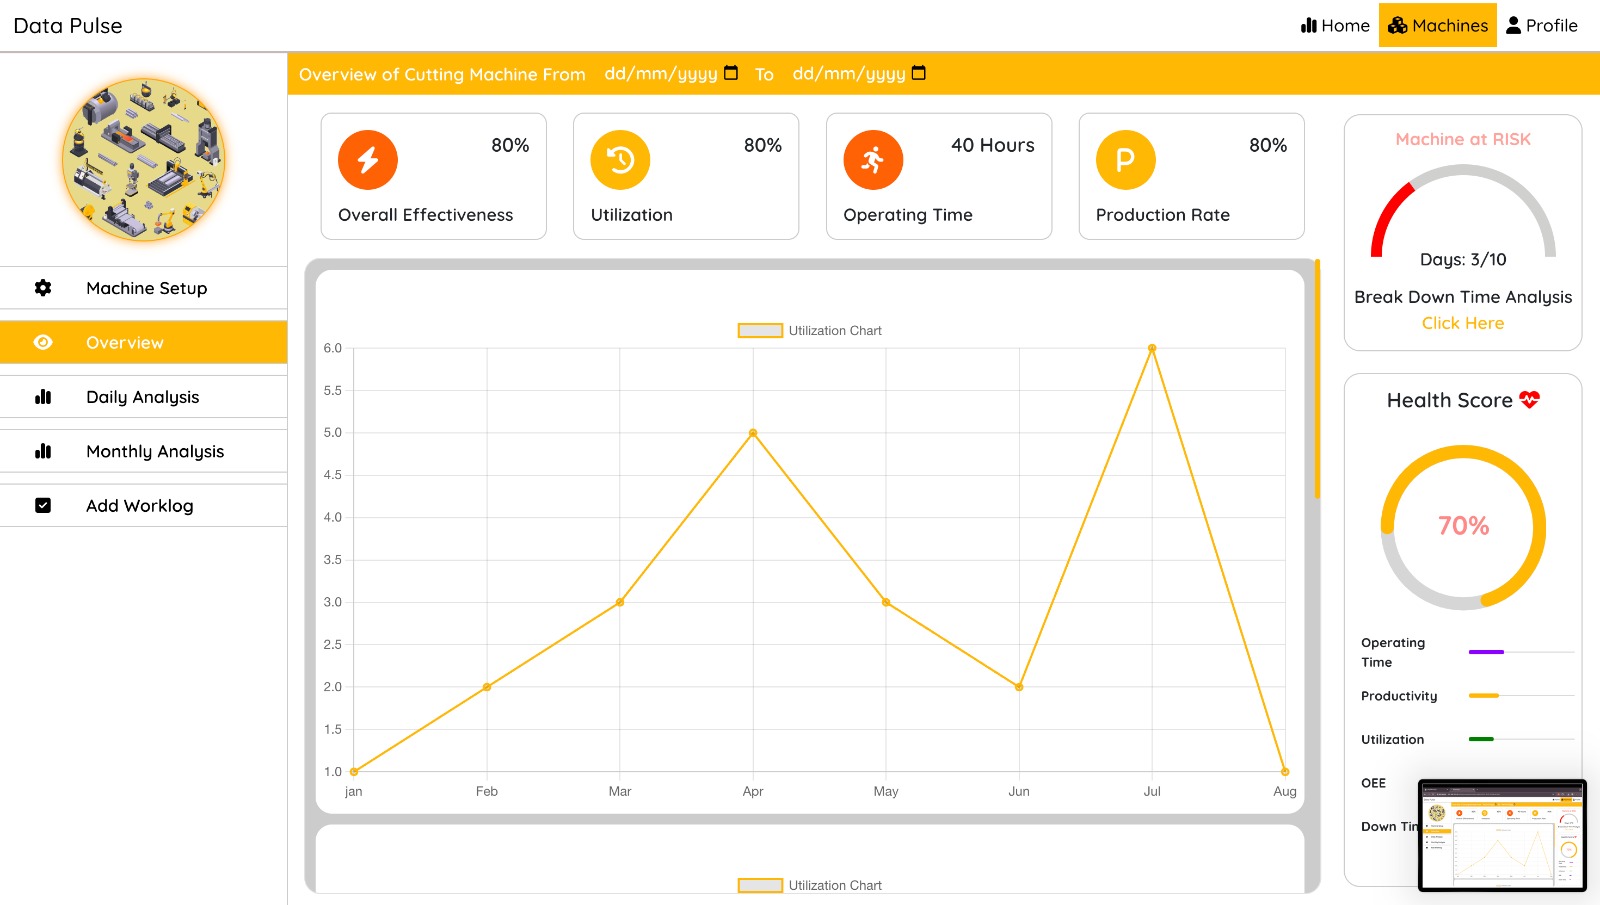 Data Pulse
Home
Machines
Profile
Overview of Cutting Machine From dd/mm/yyyy To dd/mm/yyyy
Machine Setup
Overview
Daily Analysis
Monthly Analysis
Add Worklog
80%
Overall Effectiveness
80%
Utilization
40 Hours
Operating Time
P
80%
Production Rate
Utilization Chart
6.0
5.5
5.0
4.5
4.0
3.5
3.0
2.5
2.0
1.5
1.0
jan Feb Mar Apr May Jun Jul Aug
Utilization Chart
Machine at RISK
Days: 3/10
Break Down Time Analysis
Click Here
Health Score
70%
Operating
Time
Productivity
Utilization
OEE
Down Tin